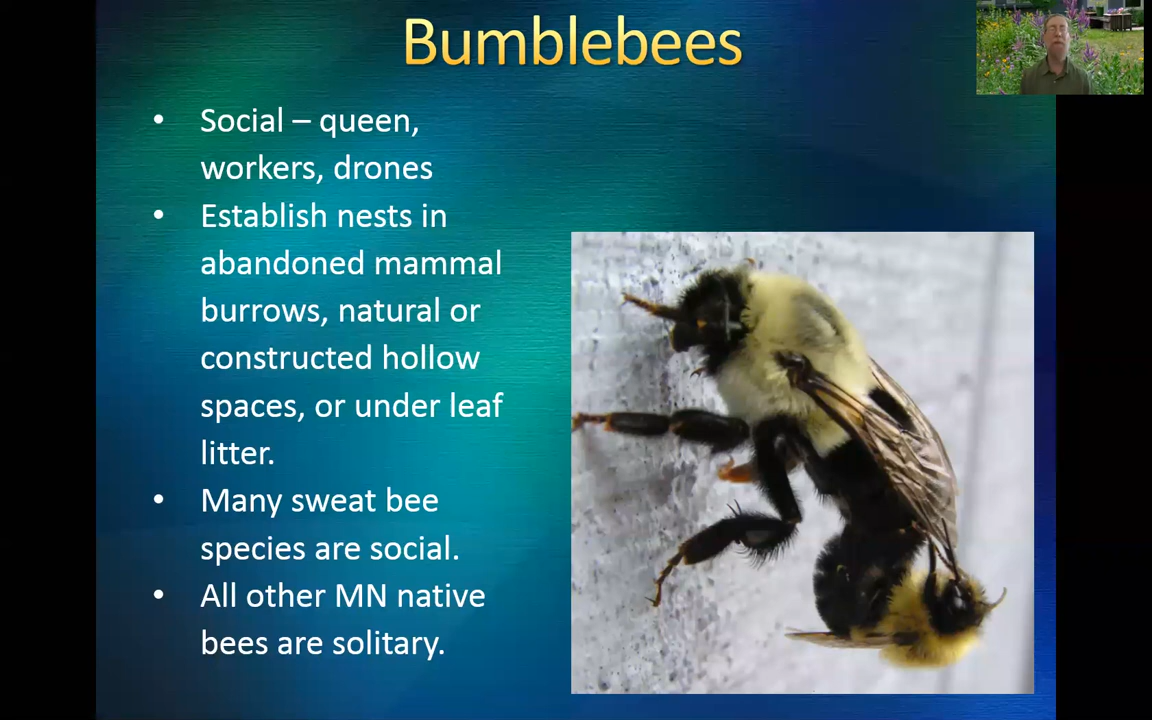 Bumblebees
• Social – queen,
workers, drones
• Establish nests in
abandoned mammal
burrows, natural or
constructed hollow
spaces, or under leaf
litter.
• Many sweat bee
species are social.
• All other MN native
bees are solitary.